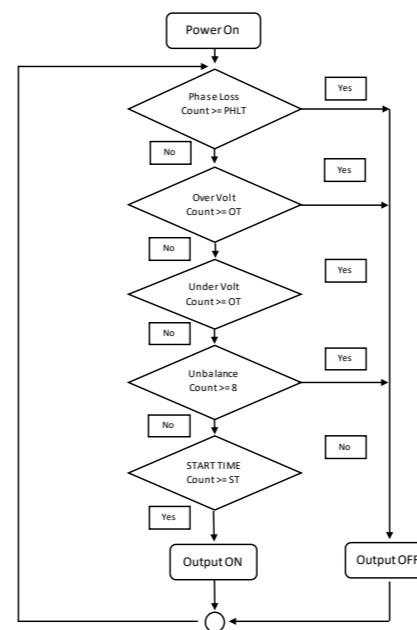 Power On
Phase Loss
Count >= PHLT
Yes
No
Over Volt
Count >= OT
Yes
No
Under Volt
Count >= OT
Yes
No
Unbalance
Count >= 8
Yes
No
START TIME
Count >= ST
No
Yes
Output ON
Output OFF